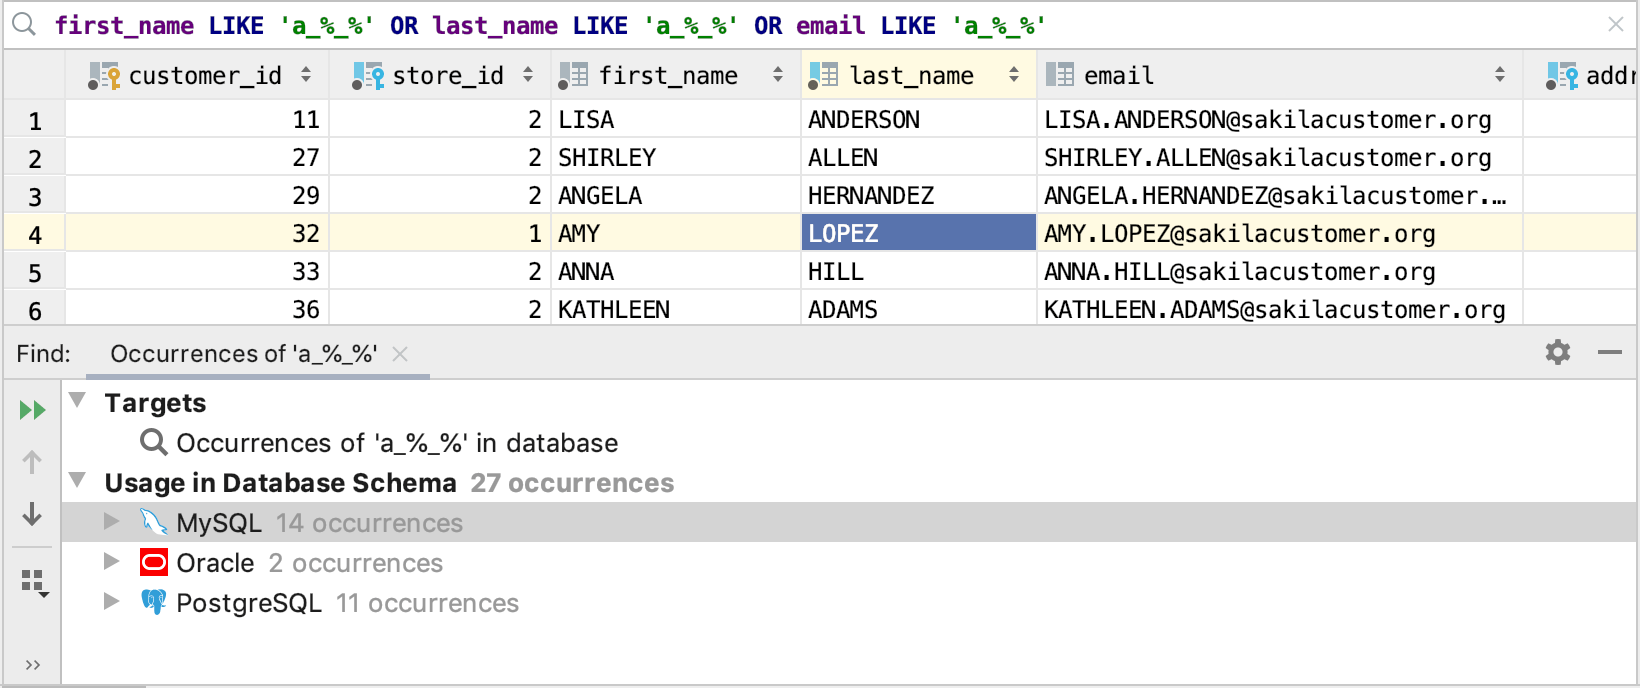 first_name LIKE 'a_%_%' OR last_name LIKE 'a_%_%' OR email LIKE 'a_%_%'
customer_id store_id first_name last_name email addr
1 11 2 LISA ANDERSON LISA.ANDERSON@sakilacustomer.org
2 27 2 SHIRLEY ALLEN SHIRLEY.ALLEN@sakilacustomer.org
3 29 2 ANGELA HERNANDEZ ANGELA.HERNANDEZ@sakilacustomer.…
4 32 1 AMY LOPEZ AMY.LOPEZ@sakilacustomer.org
5 33 2 ANNA HILL ANNA.HILL@sakilacustomer.org
6 36 2 KATHLEEN ADAMS KATHLEEN.ADAMS@sakilacustomer.org
Find: Occurrences of 'a_%_%'
Targets
Occurrences of 'a_%_%' in database
Usage in Database Schema 27 occurrences
MySQL 14 occurrences
Oracle 2 occurrences
PostgreSQL 11 occurrences